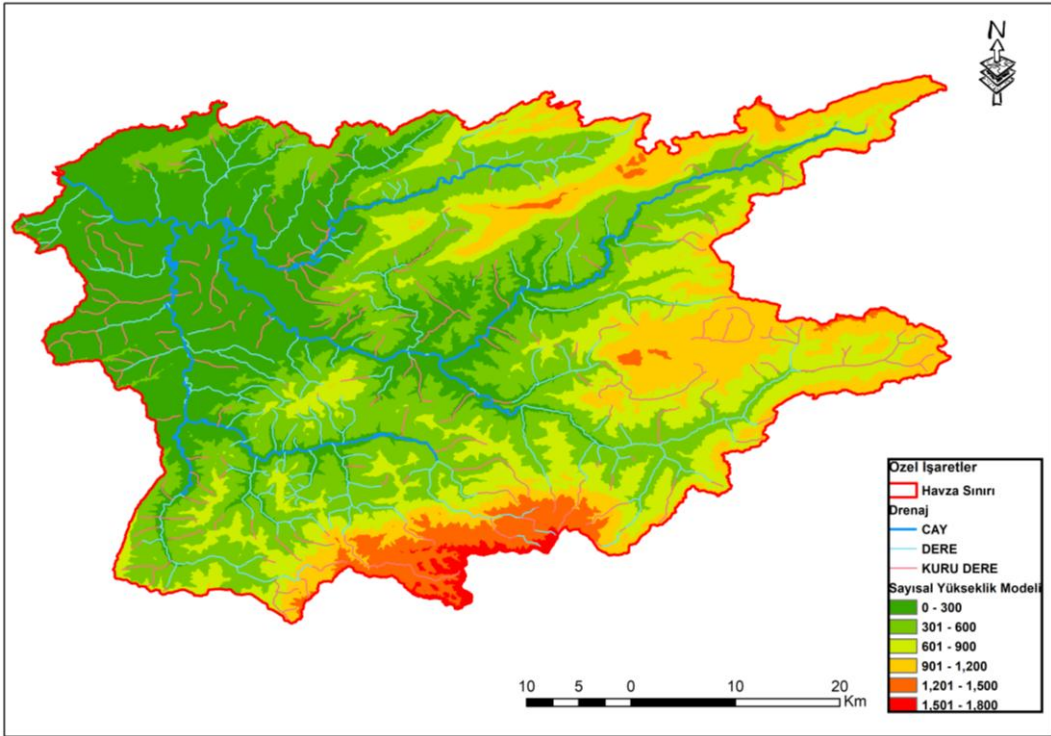 N
Özel İşaretler
Havza Sınırı
Drenaj
CAY
DERE
KURU DERE
Sayısal Yükseklik Modeli
0 - 300
301 - 600
601 - 900
901 - 1,200
1,201 - 1,500
1,501 - 1,800
10 5 0 10 20
Km